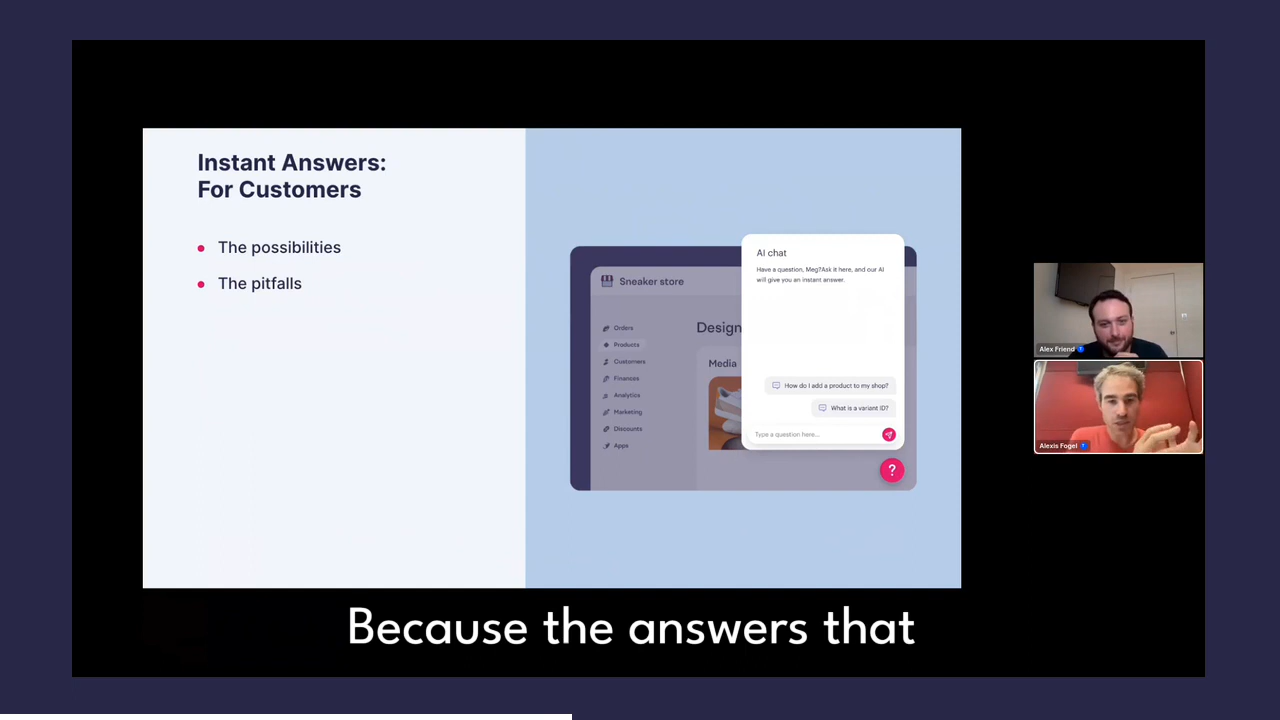 Instant Answers:
For Customers
The possibilities
The pitfalls
Sneaker store
Orders
Products
Customers
Finances
Analytics
Marketing
Discounts
Apps
Design
Media
AI chat
Have a question, Meg?Ask it here, and our AI
will give you an instant answer.
How do I add a product to my shop?
What is a variant ID?
Type a question here...
?
Alex Friend
Alexis Fogel
Because the answers that